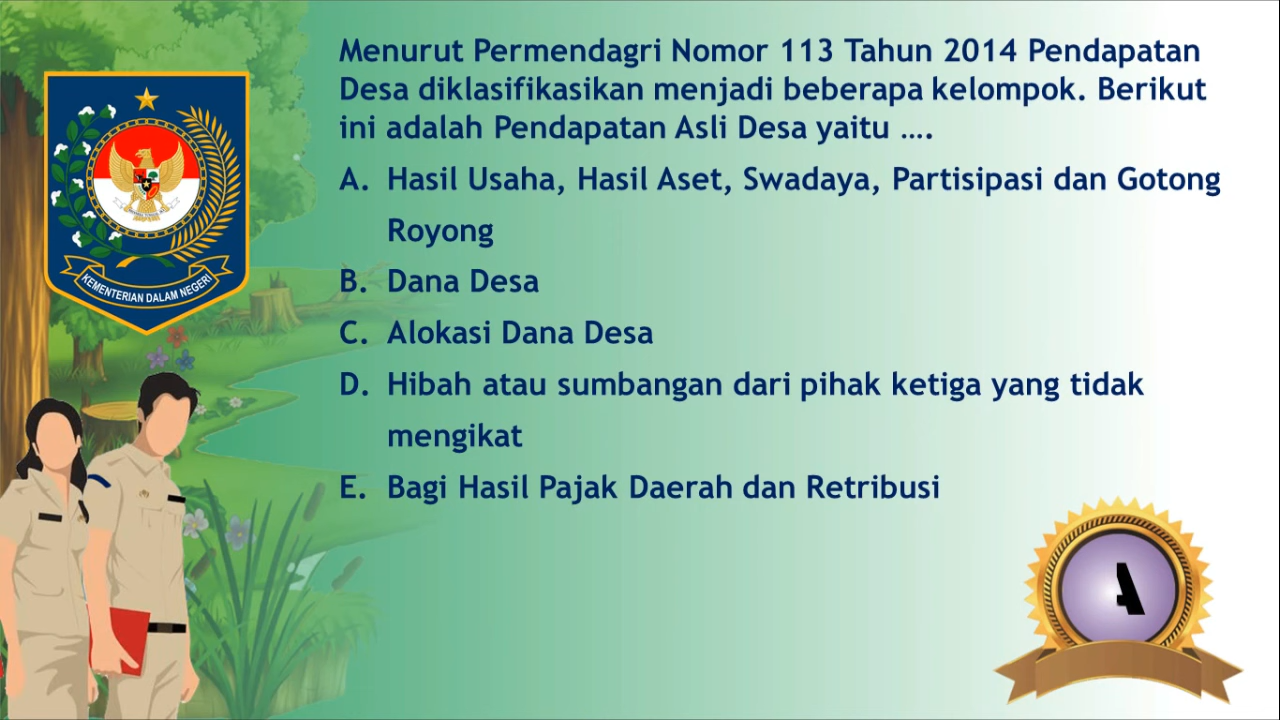 Menurut Permendagri Nomor 113 Tahun 2014 Pendapatan
Desa diklasifikasikan menjadi beberapa kelompok. Berikut
ini adalah Pendapatan Asli Desa yaitu ….
A. Hasil Usaha, Hasil Aset, Swadaya, Partisipasi dan Gotong
Royong
B. Dana Desa
C. Alokasi Dana Desa
D. Hibah atau sumbangan dari pihak ketiga yang tidak
mengikat
E. Bagi Hasil Pajak Daerah dan Retribusi
KEMENTERIAN DALAM NEGERI
A